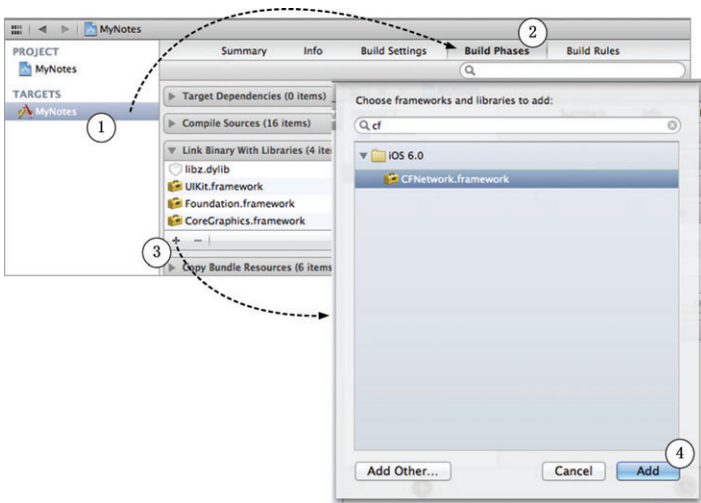 MyNotes
2
PROJECT
Summary Info Build Settings Build Phases Build Rules
MyNotes
TARGETS
MyNotes
1
Target Dependencies (0 items)
Compile Sources (16 items)
Link Binary With Libraries (4 ite
libz.dylib
UIKit.framework
Foundation.framework
CoreGraphics.framework
+ −
3
Copy Bundle Resources (6 items
Choose frameworks and libraries to add:
cf
iOS 6.0
CFNetwork.framework
4
Add Other... Cancel Add